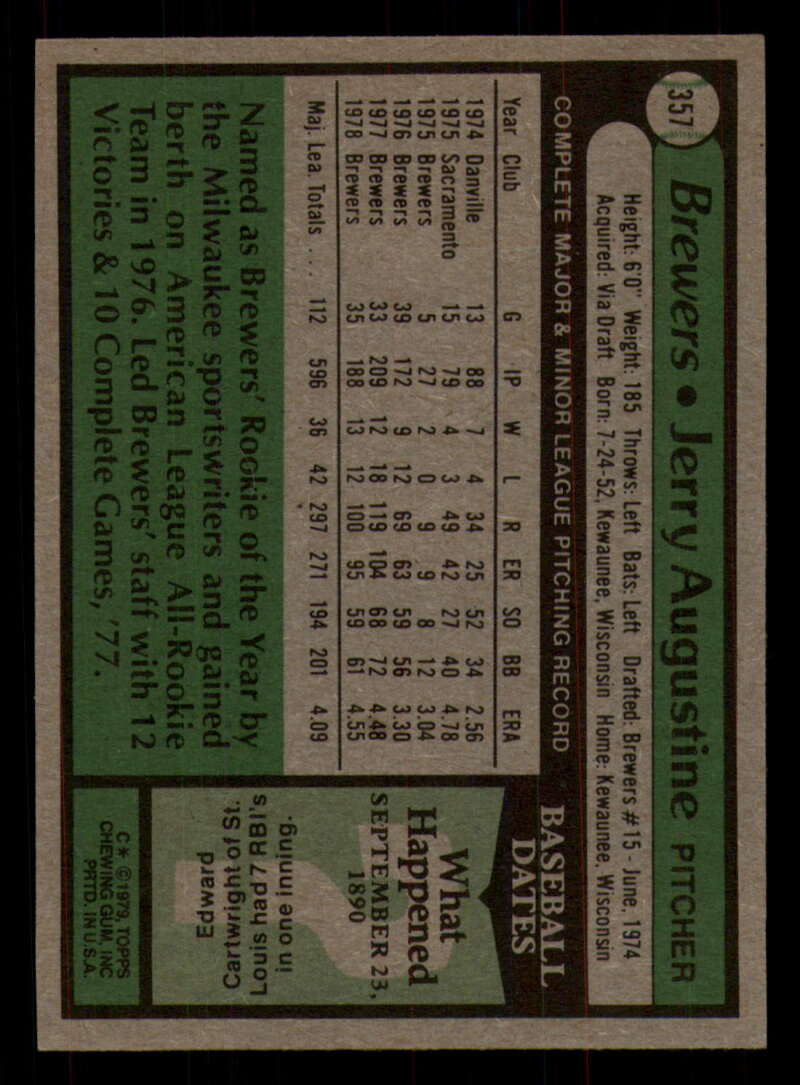 357
Brewers • Jerry Augustine PITCHER
Height: 6'0" Weight: 185 Throws: Left Bats: Left Drafted: Brewers #15 - June, 1974
Acquired: Via Draft Born: 7-24-52, Kewaunee, Wisconsin Home: Kewaunee, Wisconsin
COMPLETE MAJOR & MINOR LEAGUE PITCHING RECORD
Year Club G IP W L R ER SO BB ERA
1974 Danville 13 88 7 4 34 25 52 34 2.56
1975 Sacramento 15 79 4 3 49 42 27 40 4.78
1975 Brewers 5 27 2 0 9 9 8 12 3.04
1976 Brewers 39 172 9 12 69 63 59 56 3.30
1977 Brewers 33 209 12 18 119 104 68 72 4.48
1978 Brewers 35 188 13 12 100 95 59 61 4.55
Maj. Lea. Totals ... 112 596 36 42 297 271 194 201 4.09
Named as Brewers' Rookie of the Year by
the Milwaukee sportswriters and gained
berth on American League All-Rookie
Team in 1976. Led Brewers' staff with 12
Victories & 10 Complete Games, '77.
BASEBALL
DATES
What
Happened
SEPTEMBER 23,
1890
Edward
Cartwright of St.
Louis had 7 RBI's
in one inning.
C* ©1979, TOPPS
CHEWING GUM, INC
PRTD. IN U.S.A.